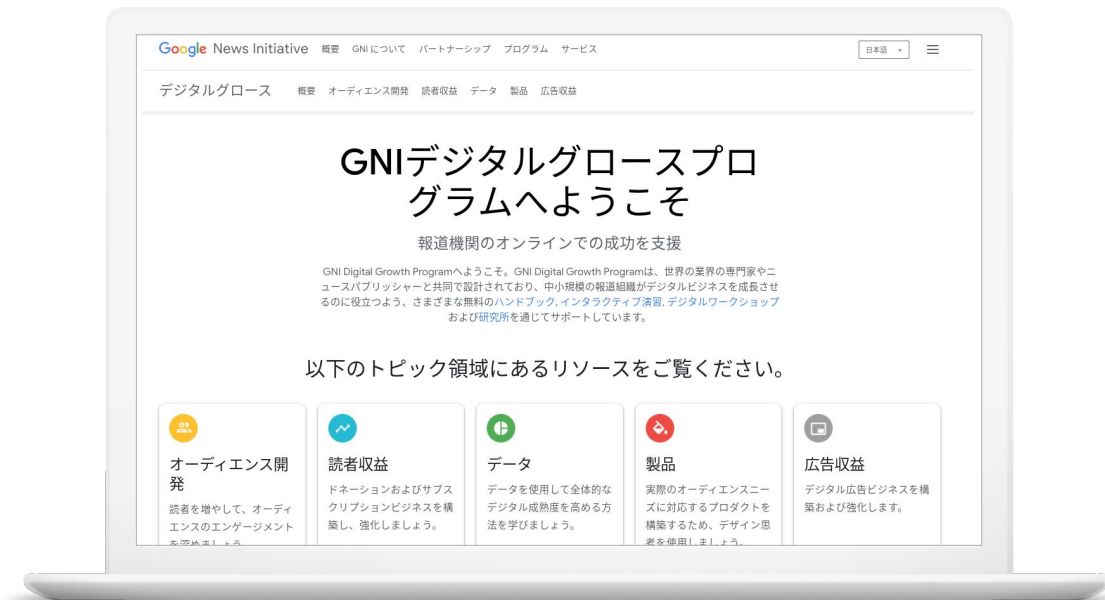 Google News Initiative 概要 GNIについて パートナーシップ プログラム サービス 日本語
デジタルグロース 概要 オーディエンス開発 読者収益 データ 製品 広告収益
GNIデジタルグロースプロ
グラムへようこそ
報道機関のオンラインでの成功を支援
GNI Digital Growth Programへようこそ。GNI Digital Growth Programは、世界の業界の専門家やニ
ュースパブリッシャーと共同で設計されており、中小規模の報道組織がデジタルビジネスを成長させ
るのに役立つよう、さまざまな無料のハンドブック, インタラクティブ演習, デジタルワークショップ
および研究所を通じてサポートしています。
以下のトピック領域にあるリソースをご覧ください。
オーディエンス開
発
読者を増やして、オーディ
エンスのエンゲージメント
を深めましょう
読者収益
ドネーションおよびサブス
クリプションビジネスを構
築し、強化しましょう。
データ
データを使用して全体的な
デジタル成熟度を高める方
法を学びましょう。
製品
実際のオーディエンスニー
ズに対応するプロダクトを
構築するため、デザイン思
考を使用しましょう。
広告収益
デジタル広告ビジネスを構
築および強化します。